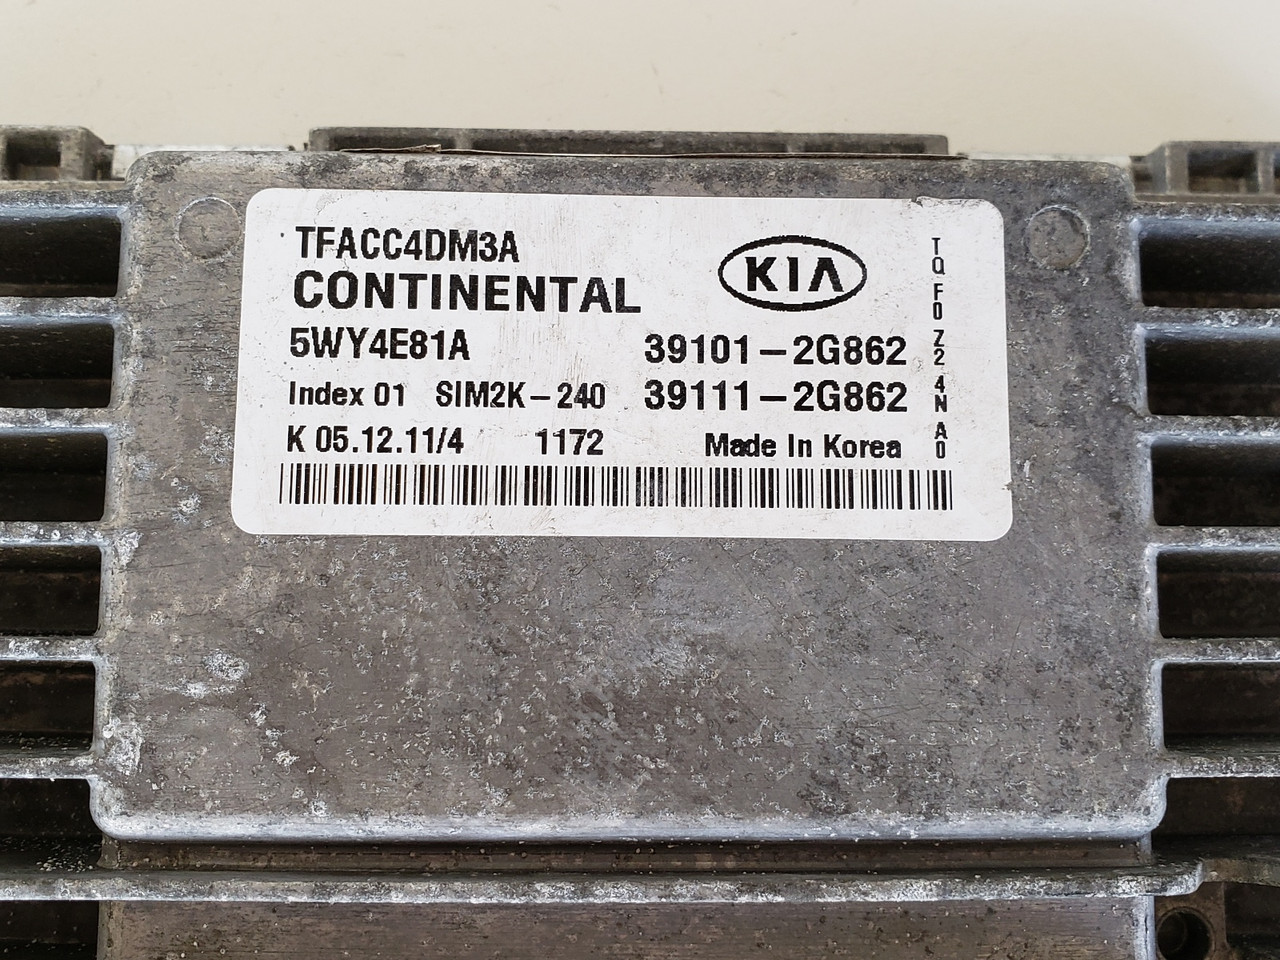 TFACC4DM3A
CONTINENTAL
KIA
5WY4E81A 39101-2G862
Index 01 SIM2K-240 39111-2G862
K 05.12.11/4 1172 Made In Korea
TQ F0 Z2 4N A0